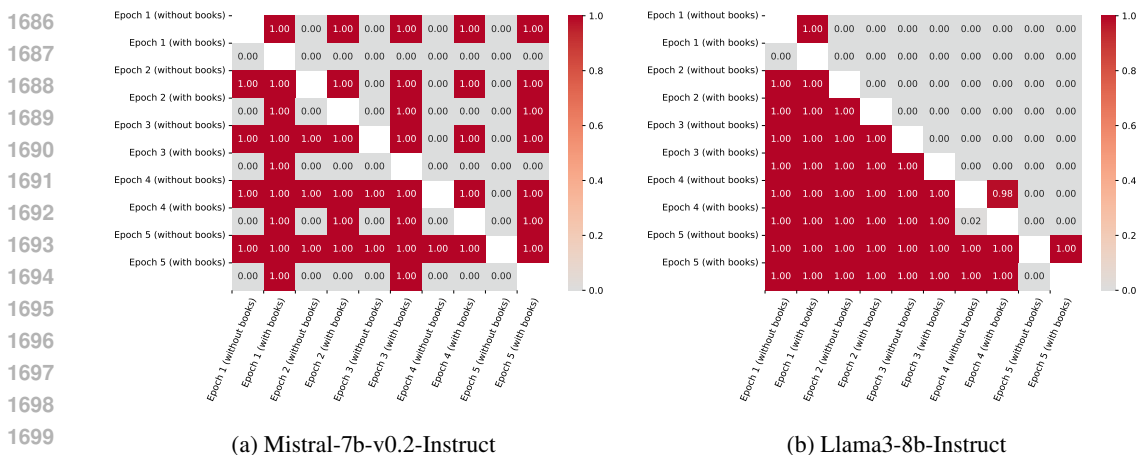 1686
1687
1688
1689
1690
1691
1692
1693
1694
1695
1696
1697
1698
1699
Epoch 1 (without books)
1.00 0.00 1.00 0.00 1.00 0.00 1.00 0.00 1.00
Epoch 1 (with books)
0.00 0.00 0.00 0.00 0.00 0.00 0.00 0.00 0.00
Epoch 2 (without books)
1.00 1.00 1.00 0.00 1.00 0.00 1.00 0.00 1.00
Epoch 2 (with books)
0.00 1.00 0.00 0.00 1.00 0.00 0.00 0.00 1.00
Epoch 3 (without books)
1.00 1.00 1.00 1.00 1.00 0.00 1.00 0.00 1.00
Epoch 3 (with books)
0.00 1.00 0.00 0.00 0.00 0.00 0.00 0.00 0.00
Epoch 4 (without books)
1.00 1.00 1.00 1.00 1.00 1.00 1.00 0.00 1.00
Epoch 4 (with books)
0.00 1.00 0.00 1.00 0.00 1.00 0.00 0.00 1.00
Epoch 5 (without books)
1.00 1.00 1.00 1.00 1.00 1.00 1.00 1.00 1.00
Epoch 5 (with books)
0.00 1.00 0.00 0.00 0.00 1.00 0.00 0.00 0.00
Epoch 1 (without books)
Epoch 1 (with books)
Epoch 2 (without books)
Epoch 2 (with books)
Epoch 3 (without books)
Epoch 3 (with books)
Epoch 4 (without books)
Epoch 4 (with books)
Epoch 5 (without books)
Epoch 5 (with books)
1.0
0.8
0.6
0.4
0.2
0.0
(a) Mistral-7b-v0.2-Instruct
Epoch 1 (without books)
1.00 0.00 0.00 0.00 0.00 0.00 0.00 0.00 0.00
Epoch 1 (with books)
0.00 0.00 0.00 0.00 0.00 0.00 0.00 0.00 0.00
Epoch 2 (without books)
1.00 1.00 0.00 0.00 0.00 0.00 0.00 0.00 0.00
Epoch 2 (with books)
1.00 1.00 1.00 0.00 0.00 0.00 0.00 0.00 0.00
Epoch 3 (without books)
1.00 1.00 1.00 1.00 0.00 0.00 0.00 0.00 0.00
Epoch 3 (with books)
1.00 1.00 1.00 1.00 1.00 0.00 0.00 0.00 0.00
Epoch 4 (without books)
1.00 1.00 1.00 1.00 1.00 1.00 0.98 0.00 0.00
Epoch 4 (with books)
1.00 1.00 1.00 1.00 1.00 1.00 0.02 0.00 0.00
Epoch 5 (without books)
1.00 1.00 1.00 1.00 1.00 1.00 1.00 1.00 1.00
Epoch 5 (with books)
1.00 1.00 1.00 1.00 1.00 1.00 1.00 1.00 0.00
Epoch 1 (without books)
Epoch 1 (with books)
Epoch 2 (without books)
Epoch 2 (with books)
Epoch 3 (without books)
Epoch 3 (with books)
Epoch 4 (without books)
Epoch 4 (with books)
Epoch 5 (without books)
Epoch 5 (with books)
1.0
0.8
0.6
0.4
0.2
0.0
(b) Llama3-8b-Instruct